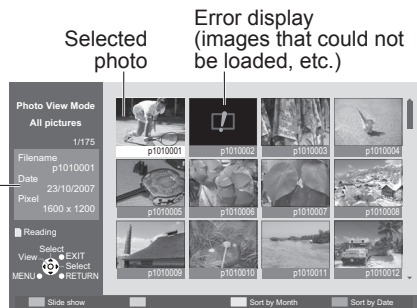 Selected
photo
Error display
(images that could not
be loaded, etc.)
Photo View Mode
All pictures
1/175
Filename
p1010001
Date
23/10/2007
Pixel
1600 x 1200
Reading
Select
View
EXIT
Select
MENU
RETURN
p1010001
p1010002
p1010003
p1010004
p1010005
p1010006
p1010007
p1010008
p1010009
p1010010
p1010011
p1010012
Slide show
Sort by Month
Sort by Date